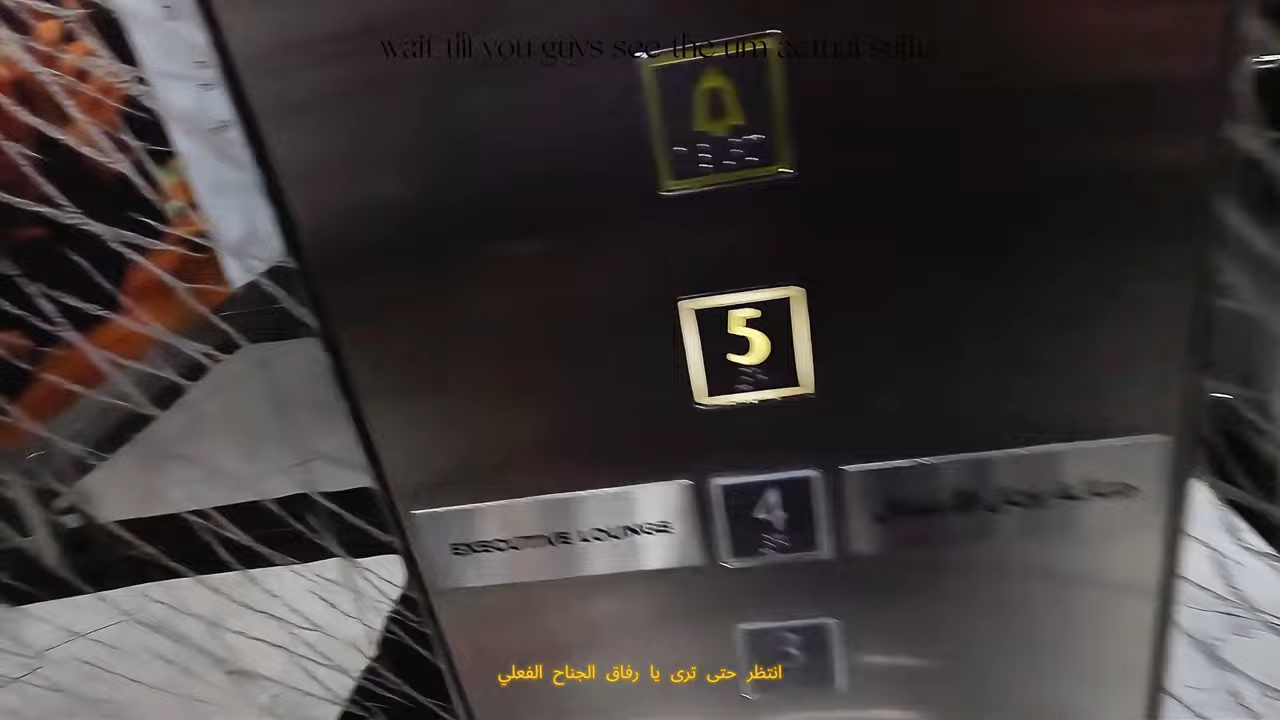 wait till you guys see the um actual suite
5
EXECUTIVE LOUNGE
4
3
انتظر حتى ترى يا رفاق الجناح الفعلي